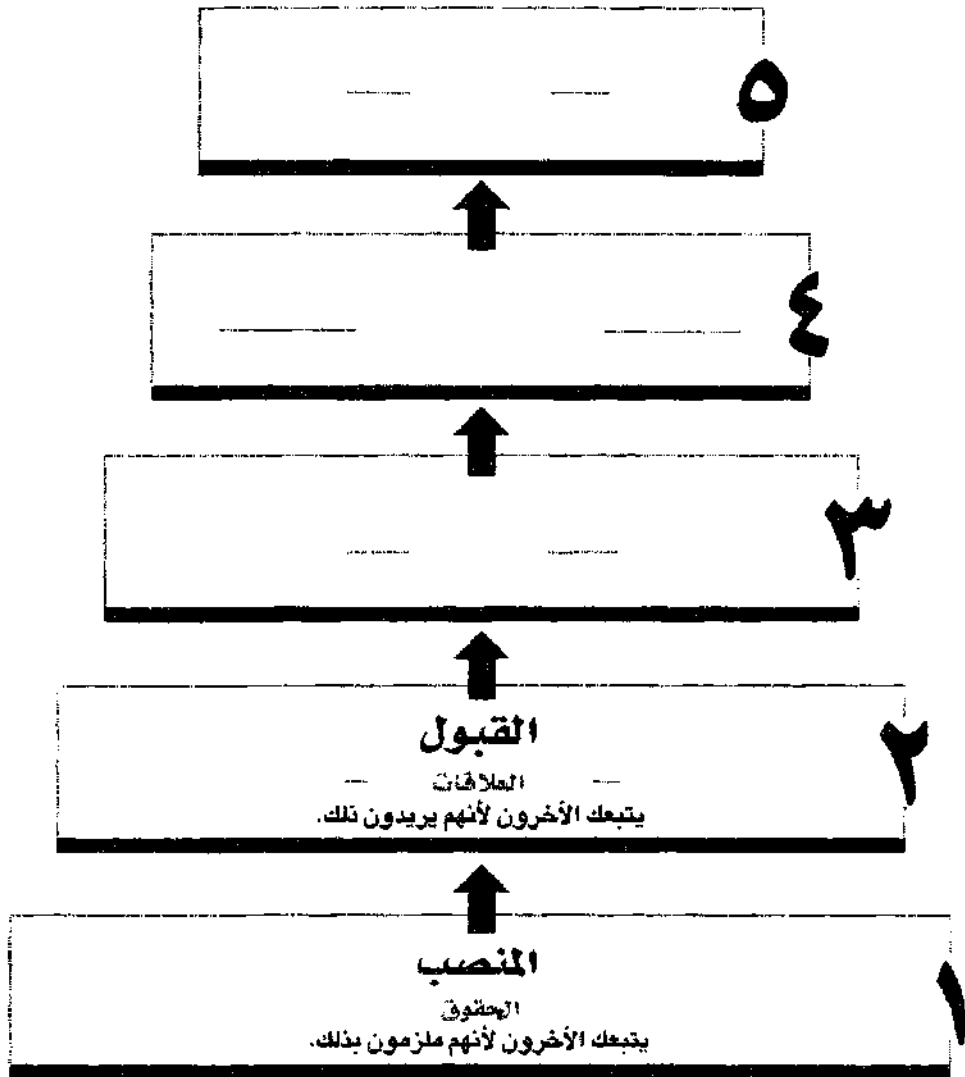 ٥
٤
٣
٢
القبول
العلاقات
يتبعك الأخرون لأنهم يريدون ذلك.
١
المنصب
الحقوق
يتبعك الأخرون لأنهم ملزمون بذلك.